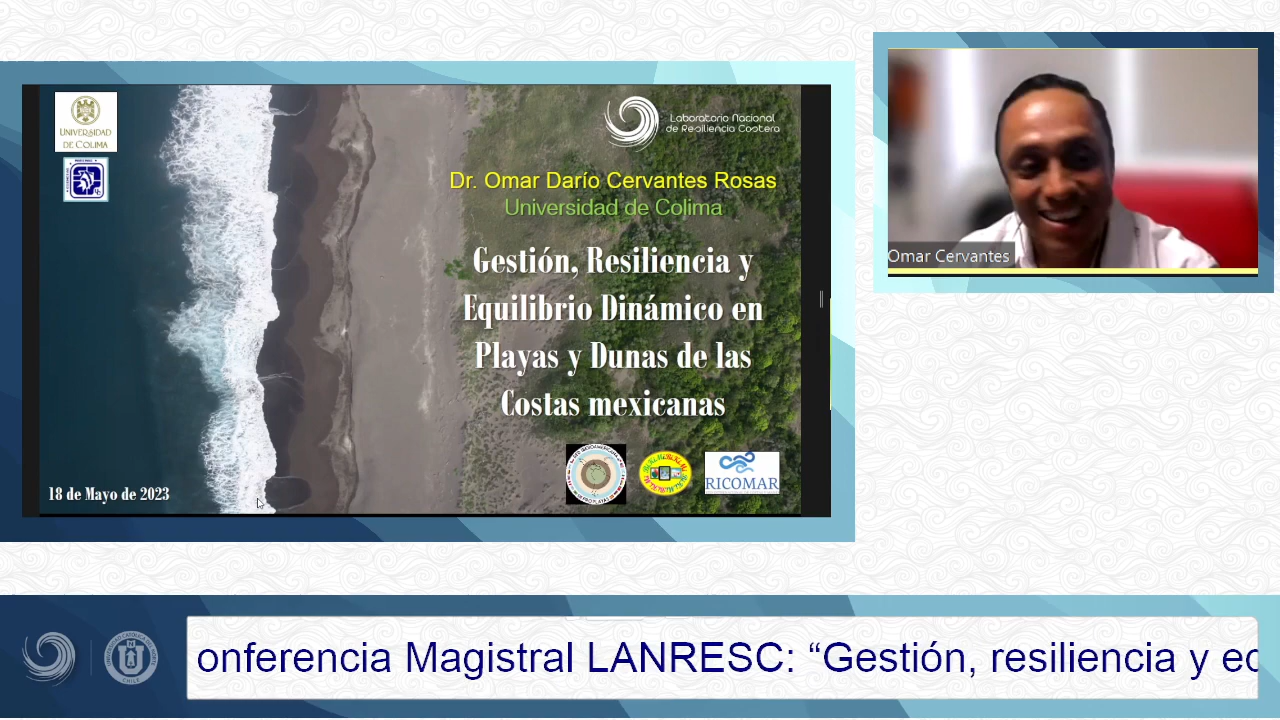 UNIVERSIDAD
DE COLIMA
Laboratorio Nacional
de Resiliencia Costera
Dr. Omar Darío Cervantes Rosas
Universidad de Colima
Gestión, Resiliencia y
Equilibrio Dinámico en
Playas y Dunas de las
Costas mexicanas
RICOMAR
18 de Mayo de 2023
Omar Cervantes
onferencia Magistral LANRESC: “Gestión, resiliencia y ec